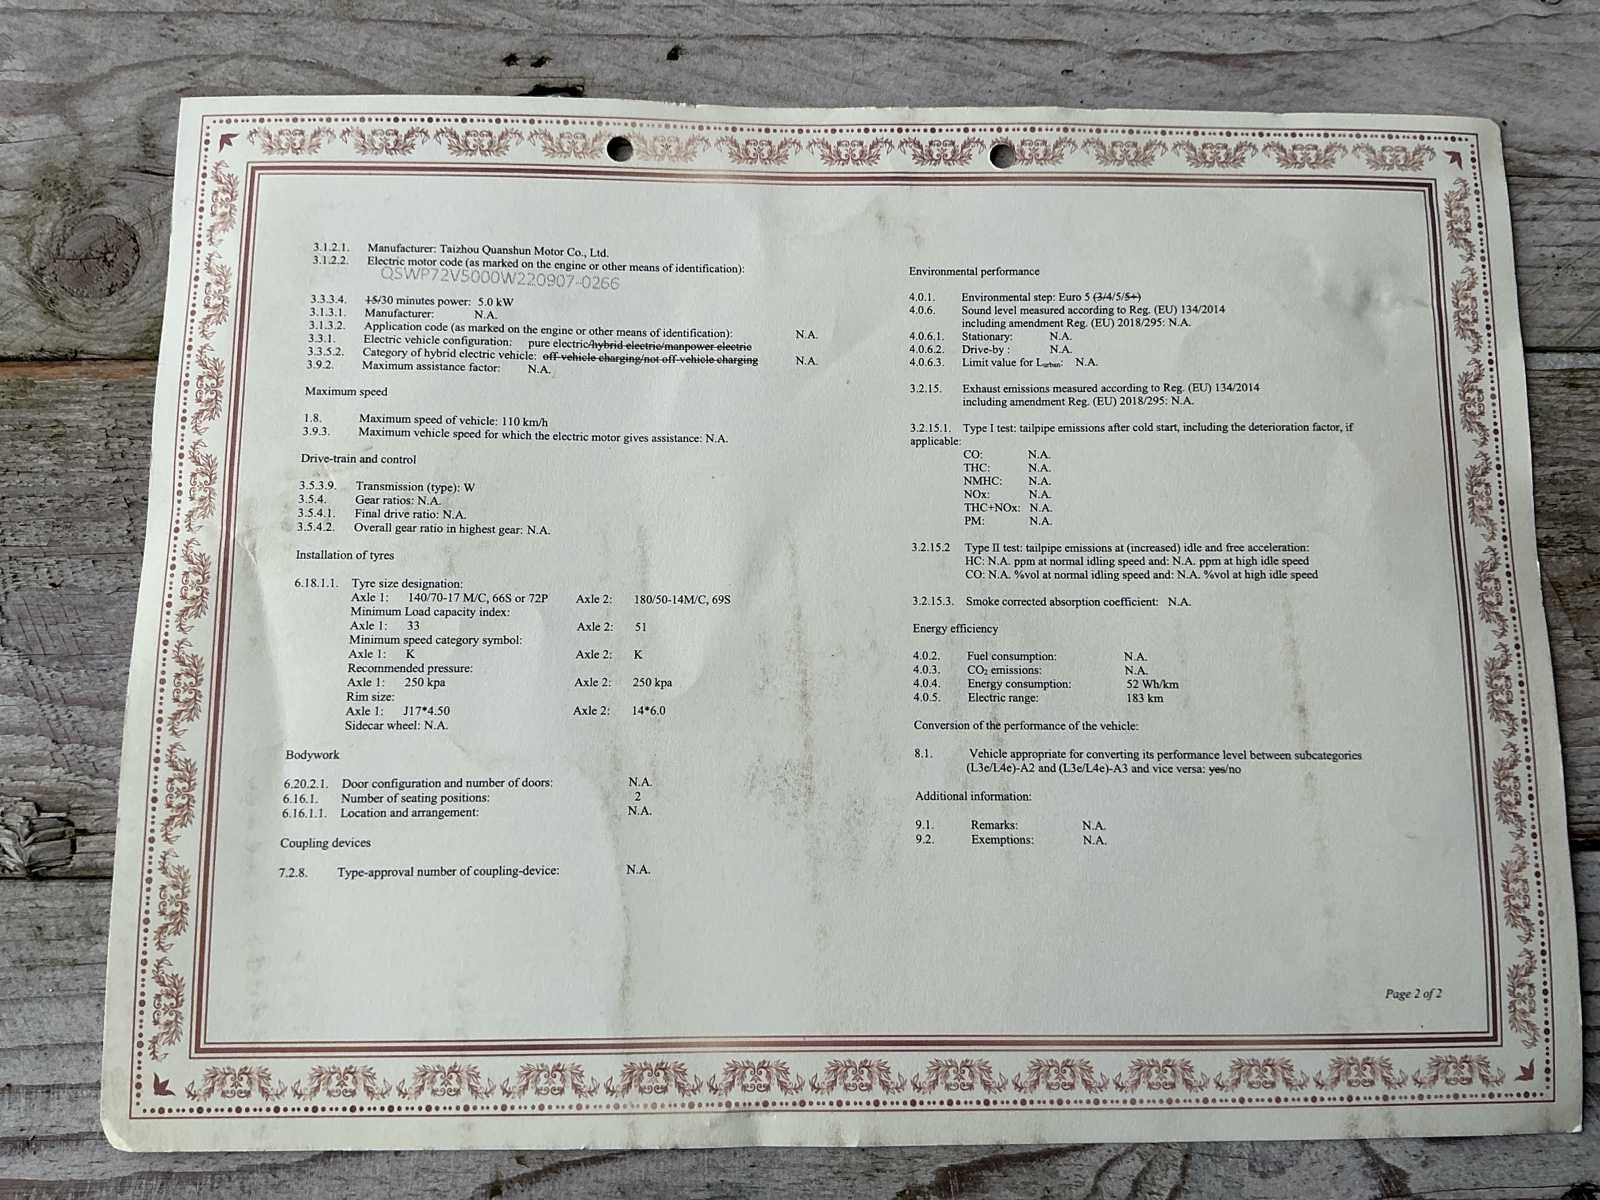 3.1.2.1. Manufacturer: Taizhou Quanshun Motor Co., Ltd.
3.1.2.2. Electric motor code (as marked on the engine or other means of identification):
QSWP72V5000W220907-0266
3.3.3.4. 15/30 minutes power: 5.0 kW
3.1.3.1. Manufacturer: N.A.
3.1.3.2. Application code (as marked on the engine or other means of identification): N.A.
3.3.1. Electric vehicle configuration: pure electric/hybrid electric/manpower electric
3.3.5.2. Category of hybrid electric vehicle: off-vehicle charging/not off-vehicle charging N.A.
3.9.2. Maximum assistance factor: N.A.
Maximum speed
1.8. Maximum speed of vehicle: 110 km/h
3.9.3. Maximum vehicle speed for which the electric motor gives assistance: N.A.
Drive-train and control
3.5.3.9. Transmission (type): W
3.5.4. Gear ratios: N.A.
3.5.4.1. Final drive ratio: N.A.
3.5.4.2. Overall gear ratio in highest gear: N.A.
Installation of tyres
6.18.1.1. Tyre size designation:
Axle 1: 140/70-17 M/C, 66S or 72P Axle 2: 180/50-14M/C, 69S
Minimum Load capacity index:
Axle 1: 33 Axle 2: 51
Minimum speed category symbol:
Axle 1: K Axle 2: K
Recommended pressure:
Axle 1: 250 kpa Axle 2: 250 kpa
Rim size:
Axle 1: J17*4.50 Axle 2: 14*6.0
Sidecar wheel: N.A.
Bodywork
6.20.2.1. Door configuration and number of doors: N.A.
6.16.1. Number of seating positions: 2
6.16.1.1. Location and arrangement: N.A.
Coupling devices
7.2.8. Type-approval number of coupling-device: N.A.
Environmental performance
4.0.1. Environmental step: Euro 5 (3/4/5/5+)
4.0.6. Sound level measured according to Reg. (EU) 134/2014
including amendment Reg. (EU) 2018/295: N.A.
4.0.6.1. Stationary: N.A.
4.0.6.2. Drive-by : N.A.
4.0.6.3. Limit value for Lurban: N.A.
3.2.15. Exhaust emissions measured according to Reg. (EU) 134/2014
including amendment Reg. (EU) 2018/295: N.A.
3.2.15.1. Type I test: tailpipe emissions after cold start, including the deterioration factor, if
applicable:
CO: N.A.
THC: N.A.
NMHC: N.A.
NOx: N.A.
THC+NOx: N.A.
PM: N.A.
3.2.15.2 Type II test: tailpipe emissions at (increased) idle and free acceleration:
HC: N.A. ppm at normal idling speed and: N.A. ppm at high idle speed
CO: N.A. %vol at normal idling speed and: N.A. %vol at high idle speed
3.2.15.3. Smoke corrected absorption coefficient: N.A.
Energy efficiency
4.0.2. Fuel consumption: N.A.
4.0.3. CO₂ emissions: N.A.
4.0.4. Energy consumption: 52 Wh/km
4.0.5. Electric range: 183 km
Conversion of the performance of the vehicle:
8.1. Vehicle appropriate for converting its performance level between subcategories
(L3e/L4e)-A2 and (L3e/L4e)-A3 and vice versa: yes/no
Additional information:
9.1. Remarks: N.A.
9.2. Exemptions: N.A.
Page 2 of 2